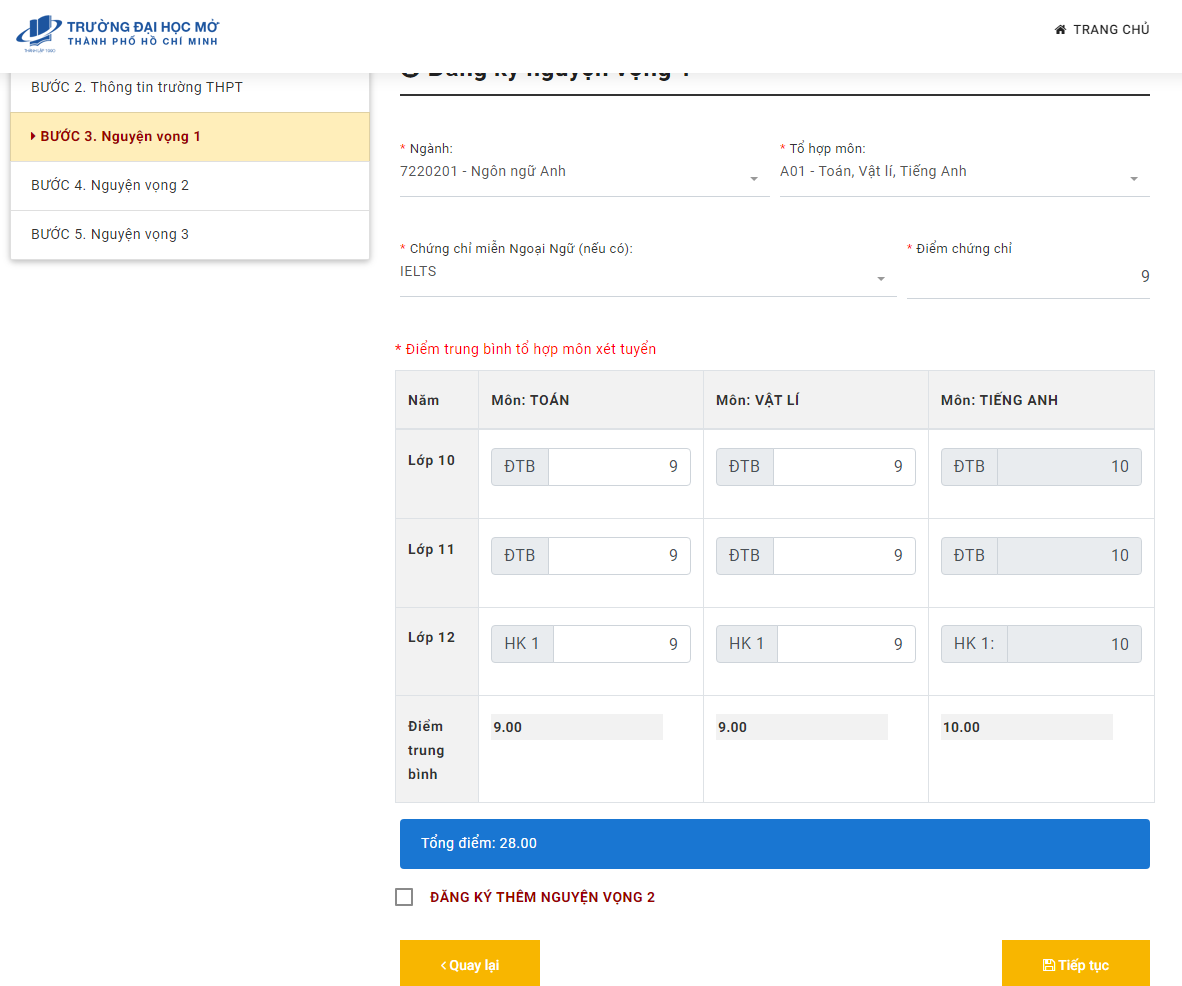 TRƯỜNG ĐẠI HỌC MỞ
THÀNH PHỐ HỒ CHÍ MINH
TRANG CHỦ
BƯỚC 2. Thông tin trường THPT
BƯỚC 3. Nguyện vọng 1
BƯỚC 4. Nguyện vọng 2
BƯỚC 5. Nguyện vọng 3
Đăng ký nguyện vọng 1
* Ngành:
7220201 - Ngôn ngữ Anh
* Tổ hợp môn:
A01 - Toán, Vật lí, Tiếng Anh
* Chứng chỉ miễn Ngoại Ngữ (nếu có):
IELTS
* Điểm chứng chỉ
9
* Điểm trung bình tổ hợp môn xét tuyển
Năm Môn: TOÁN Môn: VẬT LÍ Môn: TIẾNG ANH
Lớp 10 ĐTB 9 ĐTB 9 ĐTB 10
Lớp 11 ĐTB 9 ĐTB 9 ĐTB 10
Lớp 12 HK 1 9 HK 1 9 HK 1: 10
Điểm
trung
bình
9.00 9.00 10.00
Tổng điểm: 28.00
ĐĂNG KÝ THÊM NGUYỆN VỌNG 2
Quay lại
Tiếp tục